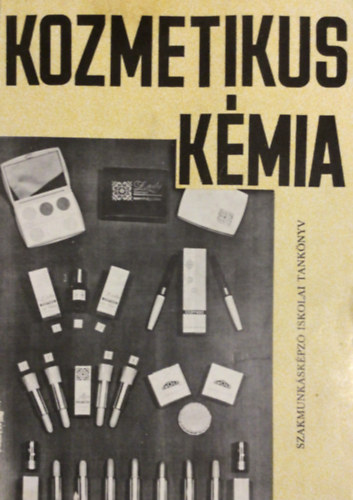 KOZMETIKUS
KÉMIA
SZAKMUNKÁSKÉPZŐ ISKOLAI TANKÖNYV